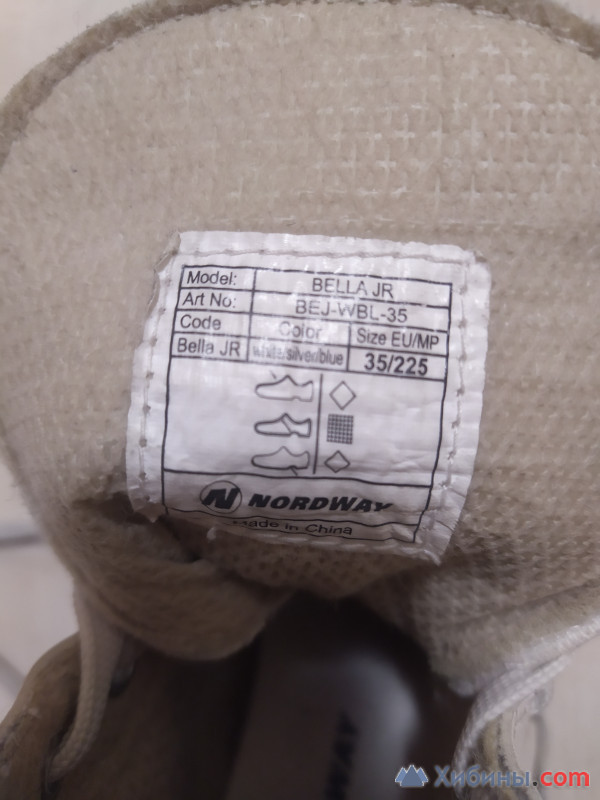 Model: BELLA JR
Art No: BEJ-WBL-35
Code Color Size EU/MP
Bella JR white/silver/blue 35/225
NORDWAY
Made in China
NORDWAY
Хибины.com